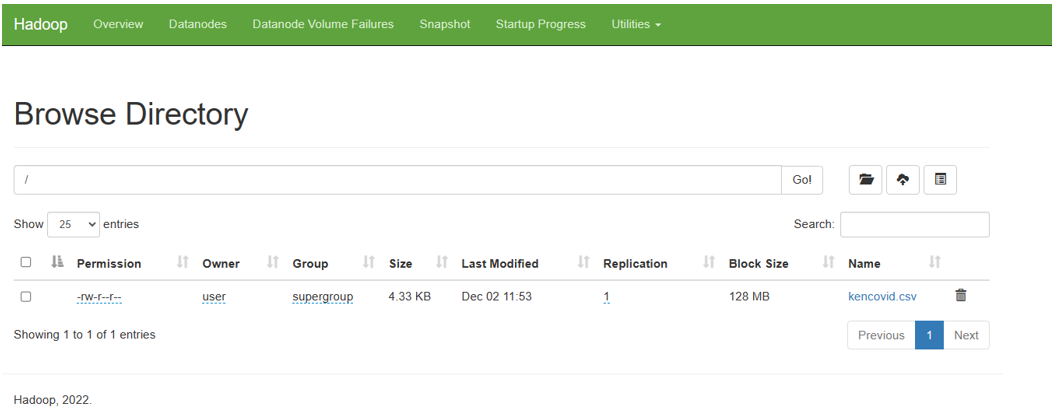 Hadoop Overview Datanodes Datanode Volume Failures Snapshot Startup Progress Utilities
Browse Directory
/ Go!
Show 25 entries Search:
Permission Owner Group Size Last Modified Replication Block Size Name
-rw-r--r-- user supergroup 4.33 KB Dec 02 11:53 1 128 MB kencovid.csv
Showing 1 to 1 of 1 entries Previous 1 Next
Hadoop, 2022.